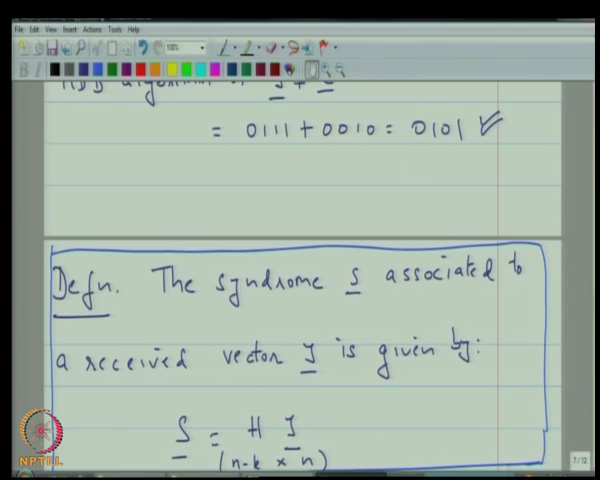 File Edit View Insert Actions Tools Help
100%
B I
= 0111 + 0010 = 0101
Defn. The syndrome s associated to
a received vector y is given by:
s = H y
(n-k × n)
NPTEL
7/12